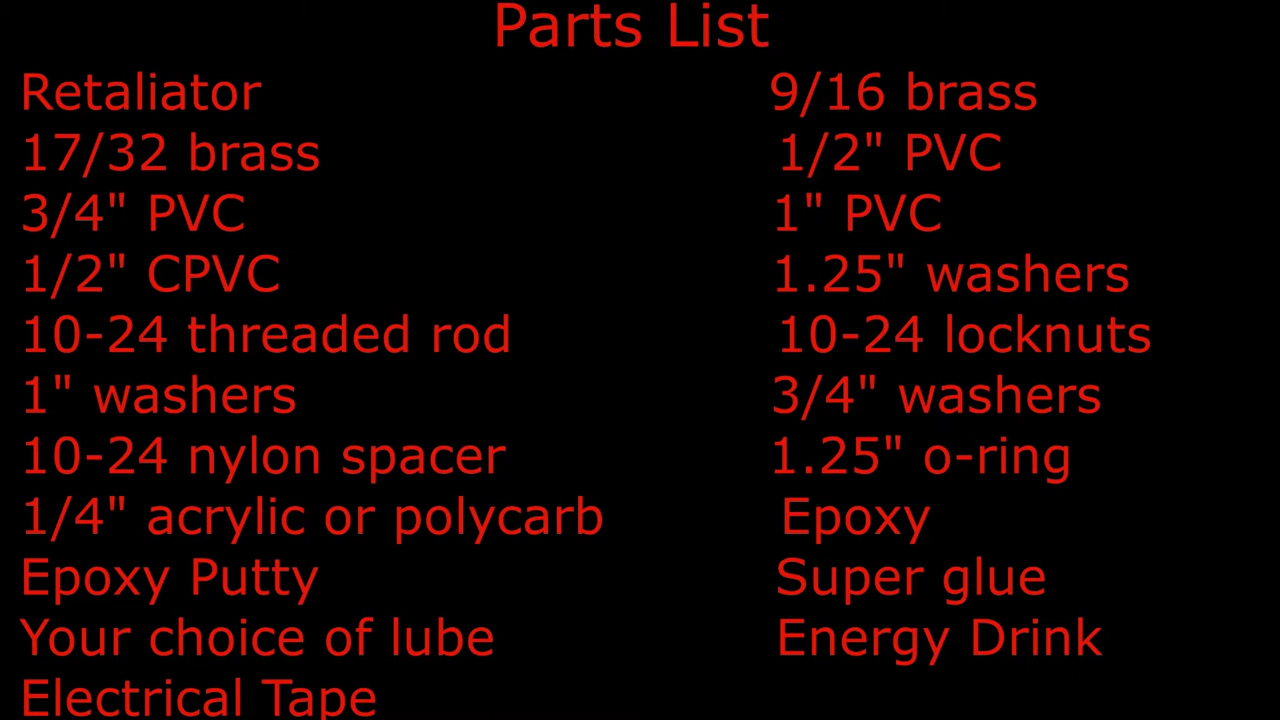 Parts List
Retaliator 9/16 brass
17/32 brass 1/2" PVC
3/4" PVC 1" PVC
1/2" CPVC 1.25" washers
10-24 threaded rod 10-24 locknuts
1" washers 3/4" washers
10-24 nylon spacer 1.25" o-ring
1/4" acrylic or polycarb Epoxy
Epoxy Putty Super glue
Your choice of lube Energy Drink
Electrical Tape